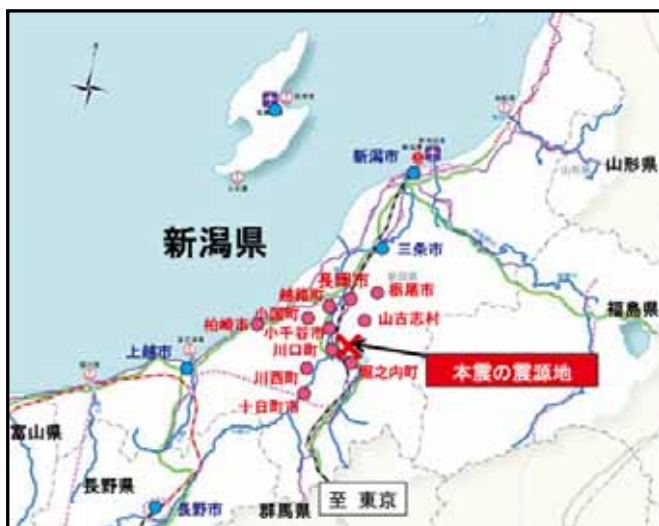 新潟市
山形県
新潟県
三条市
長岡市
栃尾市
越路町
小国町
山古志村
福島県
柏崎市
小千谷市
上越市
川口町
堀之内町
本震の震源地
川西町
十日町市
富山県
長野県
長野市
群馬県
至 東京